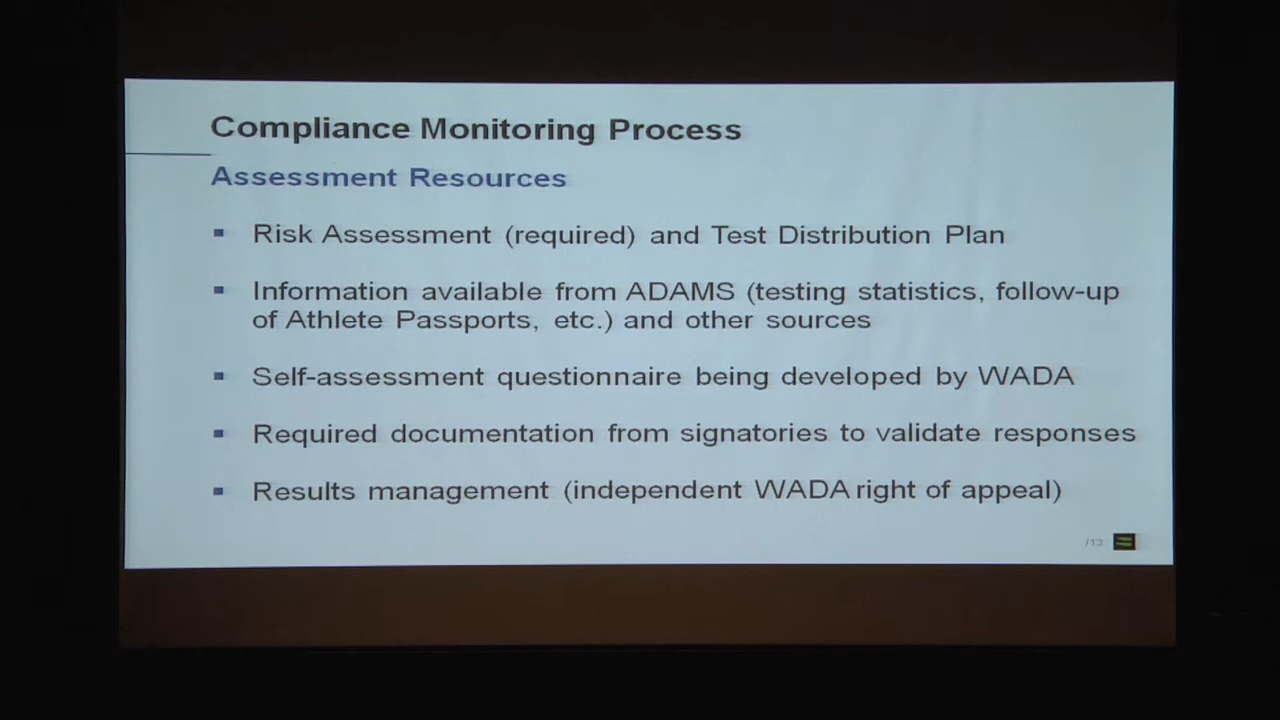 Compliance Monitoring Process
Assessment Resources
▪ Risk Assessment (required) and Test Distribution Plan
▪ Information available from ADAMS (testing statistics, follow-up
of Athlete Passports, etc.) and other sources
▪ Self-assessment questionnaire being developed by WADA
▪ Required documentation from signatories to validate responses
▪ Results management (independent WADA right of appeal)
/13